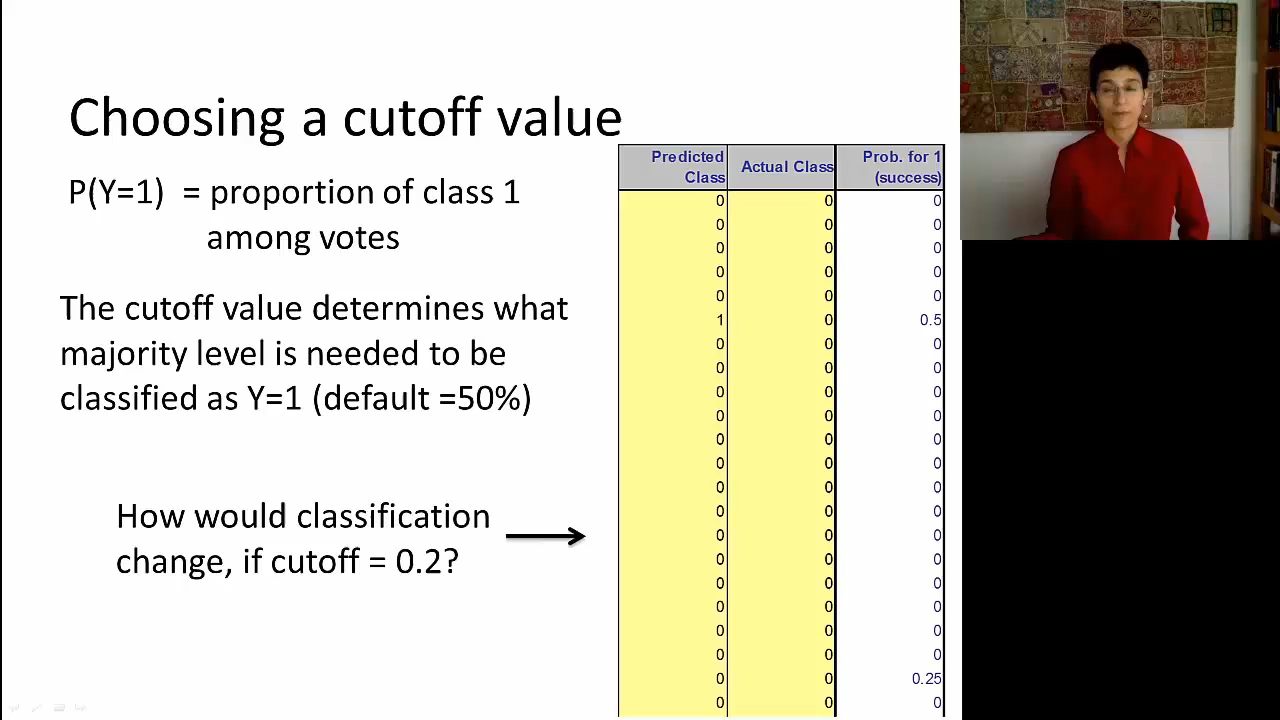 Choosing a cutoff value
P(Y=1) = proportion of class 1
among votes
The cutoff value determines what
majority level is needed to be
classified as Y=1 (default =50%)
How would classification
change, if cutoff = 0.2?
Predicted Class Actual Class Prob. for 1 (success)
0 0 0
0 0 0
0 0 0
0 0 0
0 0 0
1 0 0.5
0 0 0
0 0 0
0 0 0
0 0 0
0 0 0
0 0 0
0 0 0
0 0 0
0 0 0
0 0 0
0 0 0
0 0 0
0 0 0
0 0 0
0 0 0.25
0 0 0